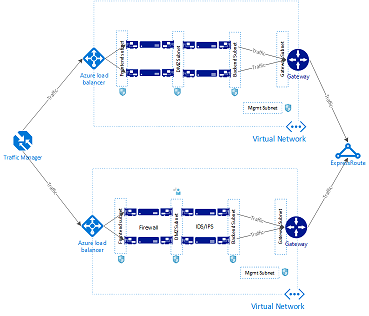 Frontend subnet
DMZ Subnet
Backend Subnet
Traffic
Traffic
Gateway Subnet
Azure load
balancer
Gateway
Traffic
Traffic
Mgmt Subnet
Virtual Network
Traffic Manager
ExpressRoute
Traffic
Traffic
Frontend subnet
Firewall
DMZ Subnet
IDS/IPS
Backend Subnet
Traffic
Traffic
Gateway Subnet
Azure load
balancer
Gateway
Mgmt Subnet
Virtual Network